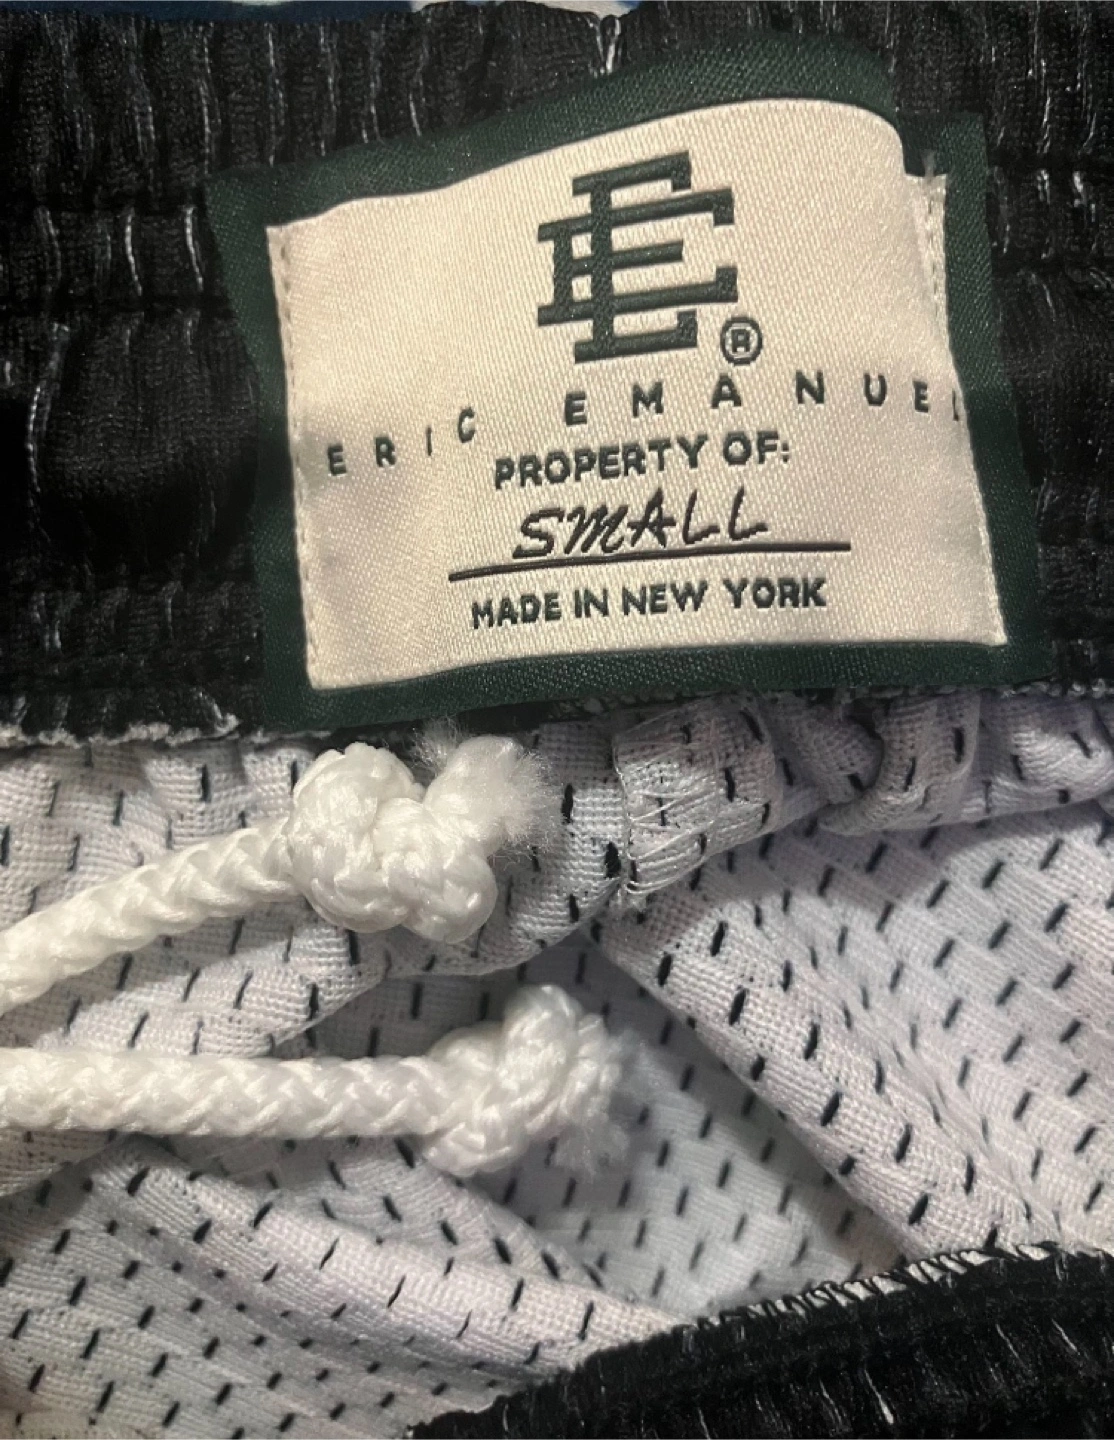 EE®
ERIC EMANUEL
PROPERTY OF:
SMALL
MADE IN NEW YORK